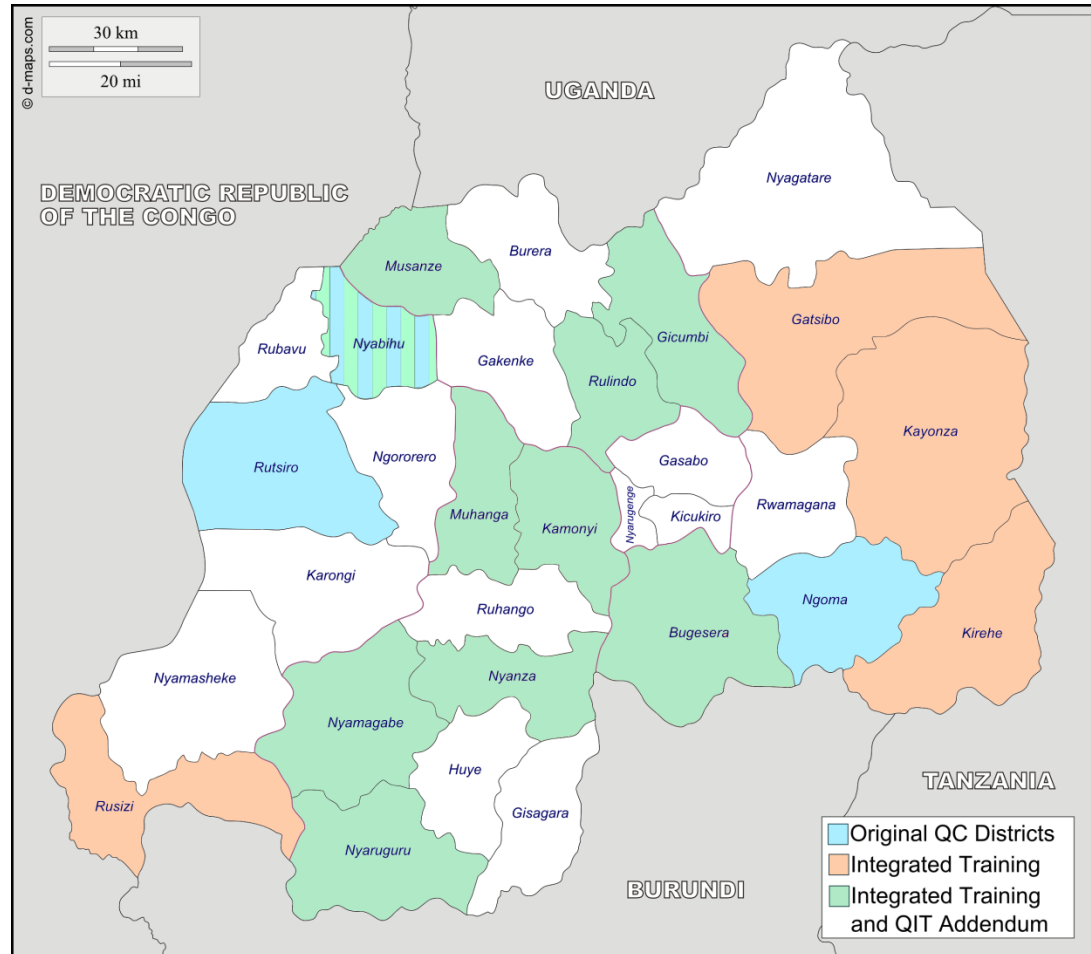 30 km
20 mi
© d-maps.com
UGANDA
DEMOCRATIC REPUBLIC
OF THE CONGO
Nyagatare
Burera
Musanze
Gatsibo
Gicumbi
Nyabihu
Rubavu
Gakenke
Rulindo
Kayonza
Gasabo
Ngororero
Rutsiro
Rwamagana
Kicukiro
Nyarugenge
Muhanga
Kamonyi
Karongi
Ngoma
Ruhango
Bugesera
Kirehe
Nyanza
Nyamasheke
Nyamagabe
Huye
Gisagara
Rusizi
Nyaruguru
TANZANIA
BURUNDI
Original QC Districts
Integrated Training
Integrated Training
and QIT Addendum